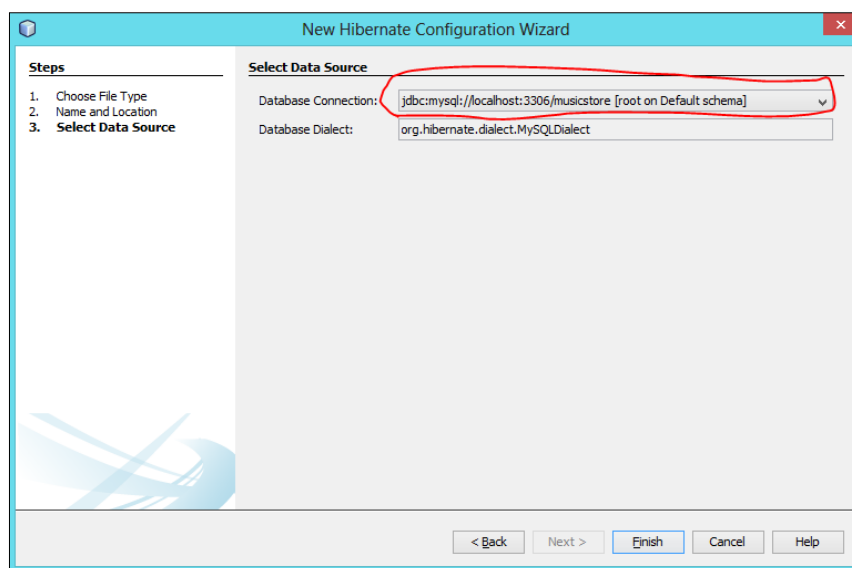 New Hibernate Configuration Wizard
Steps
1. Choose File Type
2. Name and Location
3. Select Data Source
Select Data Source
Database Connection: jdbc:mysql://localhost:3306/musicstore [root on Default schema]
Database Dialect: org.hibernate.dialect.MySQLDialect
< Back Next > Finish Cancel Help